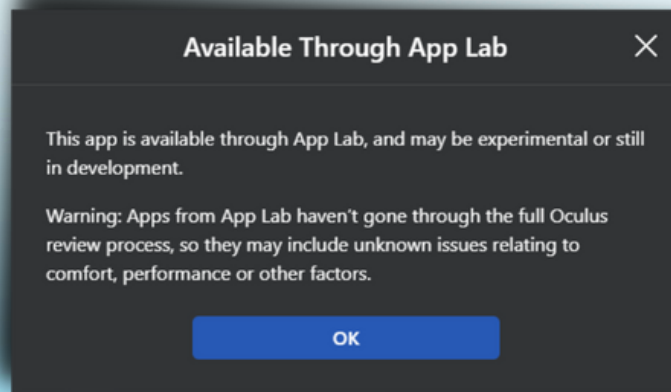 Available Through App Lab
This app is available through App Lab, and may be experimental or still
in development.
Warning: Apps from App Lab haven't gone through the full Oculus
review process, so they may include unknown issues relating to
comfort, performance or other factors.
OK